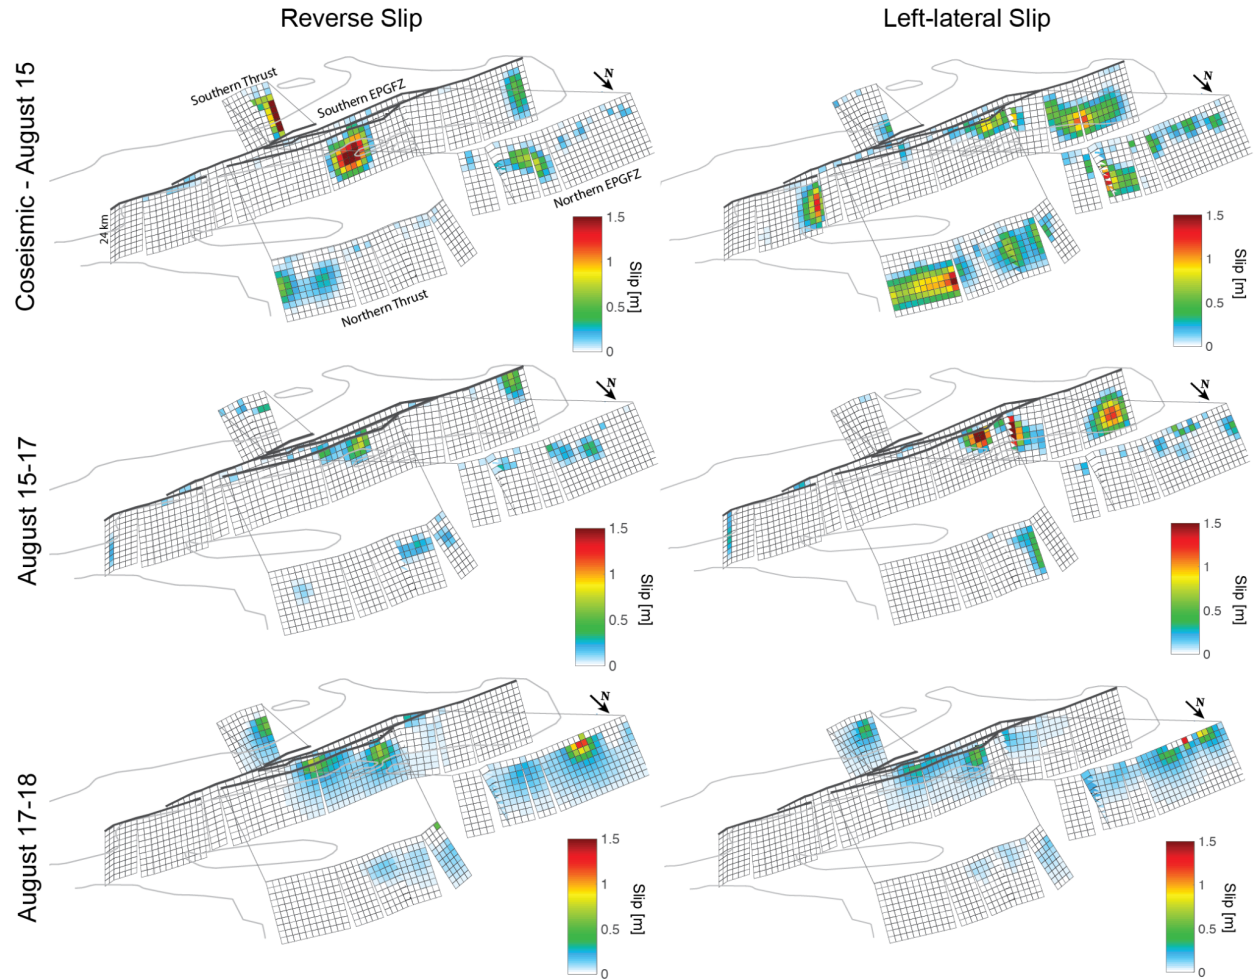 Reverse Slip
Left-lateral Slip
Coseismic - August 15
Southern Thrust
Southern EPGFZ
N
24 km
Northern EPGFZ
Northern Thrust
1.5
1
0.5
0
Slip [m]
N
1.5
1
0.5
0
Slip [m]
August 15-17
N
1.5
1
0.5
0
Slip [m]
N
1.5
1
0.5
0
Slip [m]
August 17-18
N
1.5
1
0.5
0
Slip [m]
N
1.5
1
0.5
0
Slip [m]